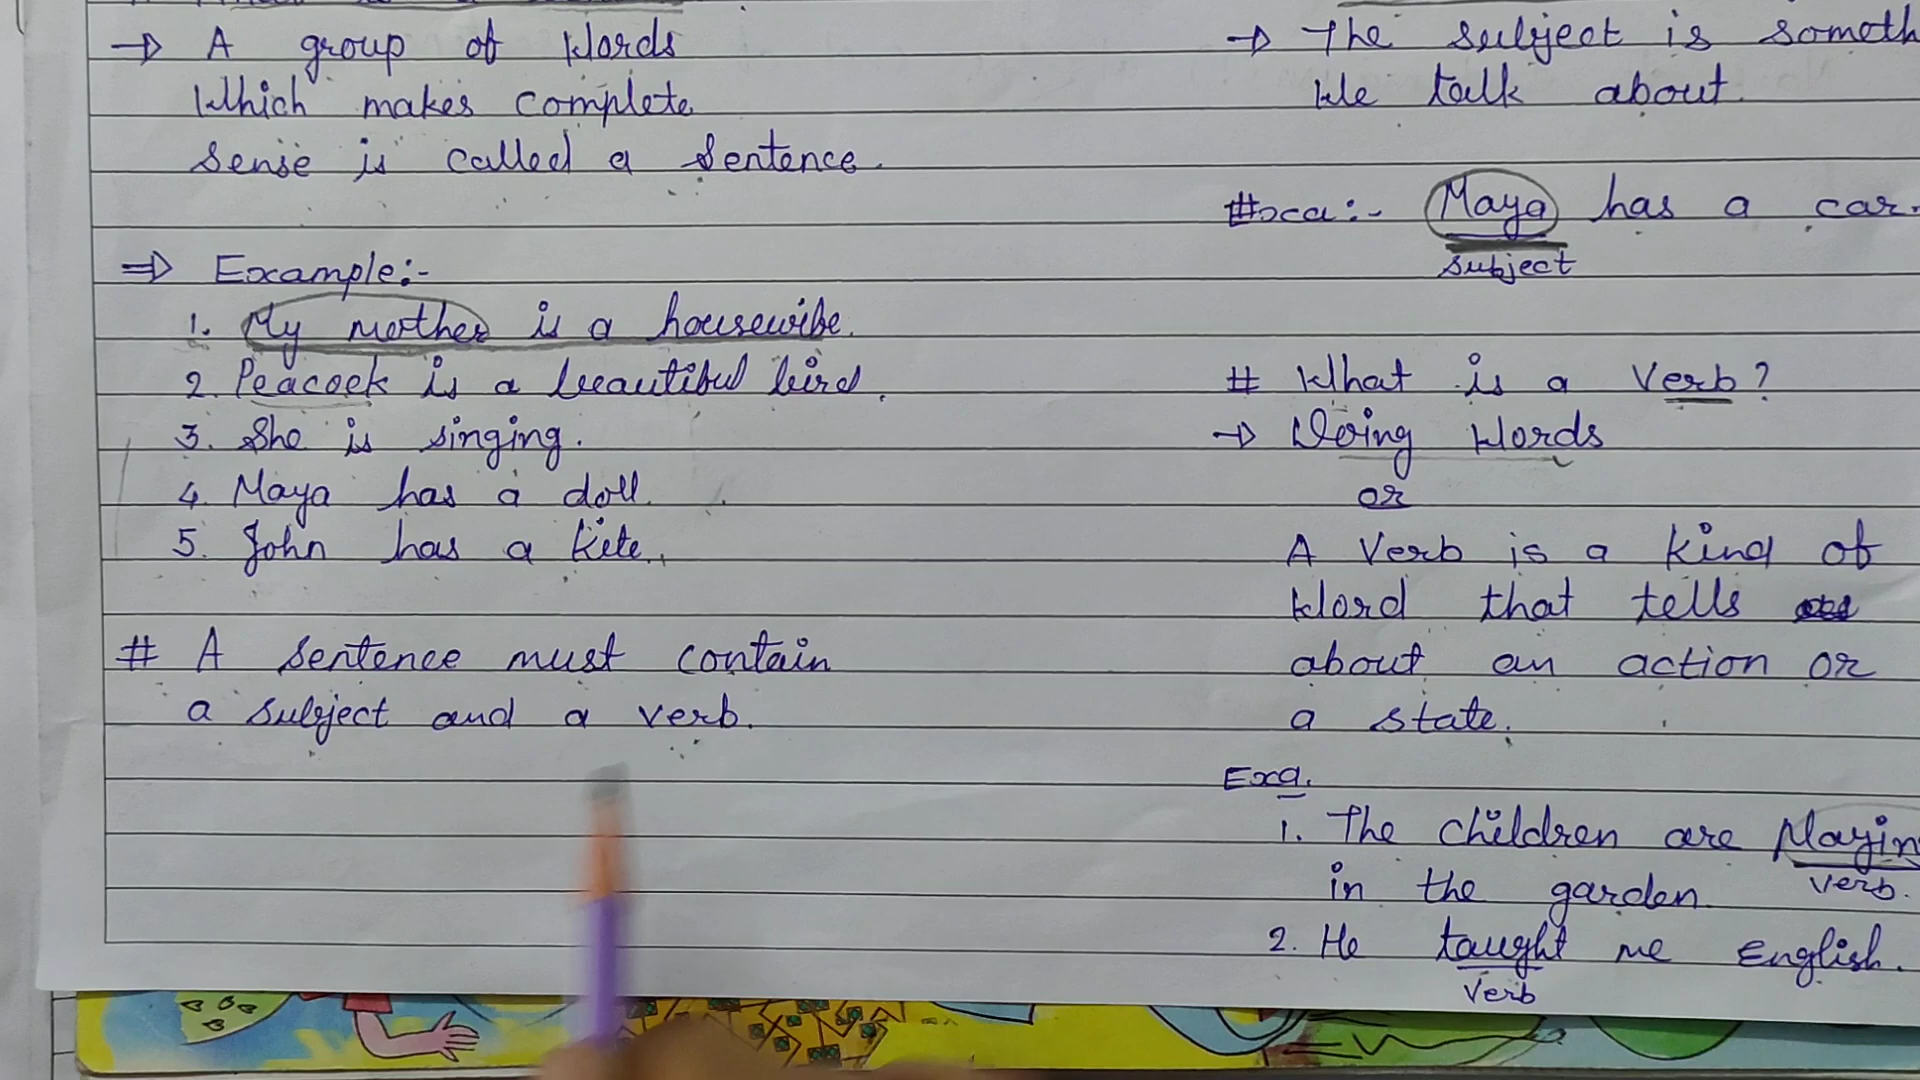 → A group of Words
Which makes complete
sense is called a sentence.
⇒ Example:-
1. My mother is a housewife.
2. Peacock is a beautiful bird.
3. She is singing.
4. Maya has a doll.
5. John has a kite.
# A sentence must contain
a subject and a verb.
→ The subject is someth
We talk about.
#xa:- Maya has a car.
subject
# What is a Verb?
→ Doing Words
or
A Verb is a kind of
Word that tells
about an action or
a state.
Exa.
1. The children are Playing
verb.
in the garden.
2. He taught me English.
Verb